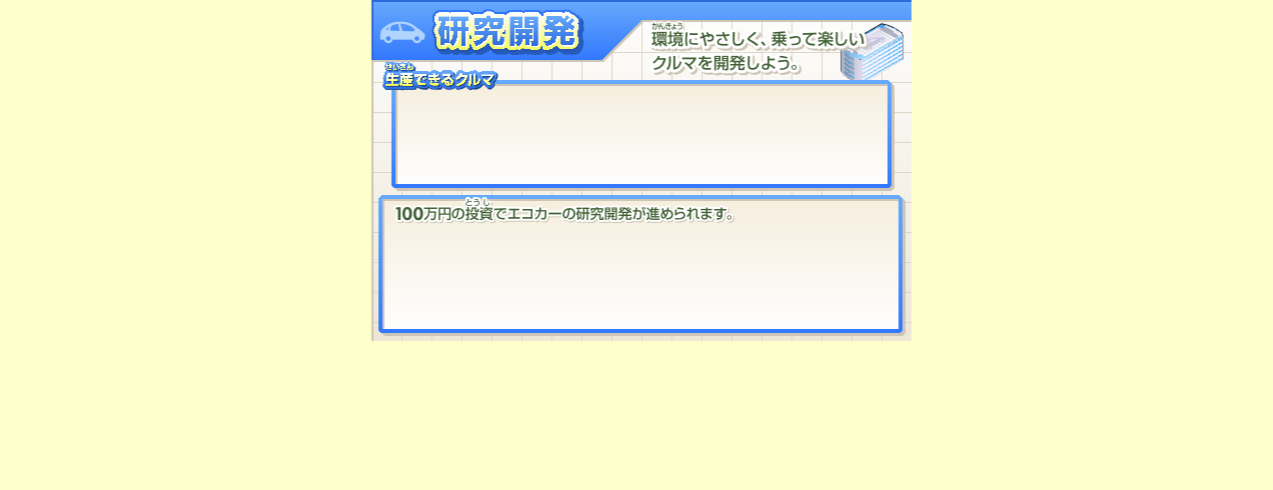 研究開発
環境にやさしく、乗って楽しい
かんきょう
クルマを開発しよう。
せいさん
生産できるクルマ
とうし
100万円の投資でエコカーの研究開発が進められます。